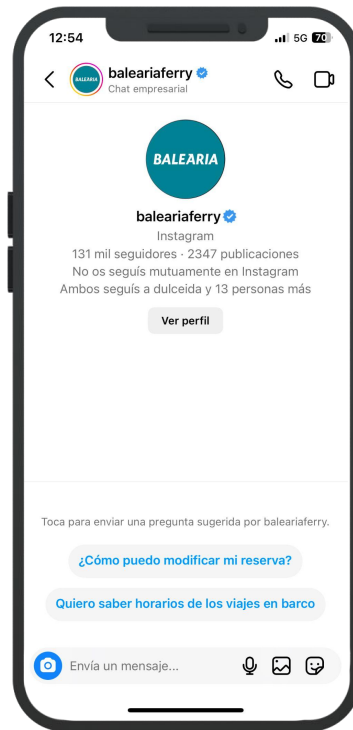 12:54
5G 70
BALEARIA
baleariaferry
Chat empresarial
BALEARIA
baleariaferry
Instagram
131 mil seguidores · 2347 publicaciones
No os seguís mutuamente en Instagram
Ambos seguís a dulceida y 13 personas más
Ver perfil
Toca para enviar una pregunta sugerida por baleariaferry.
¿Cómo puedo modificar mi reserva?
Quiero saber horarios de los viajes en barco
Envía un mensaje...